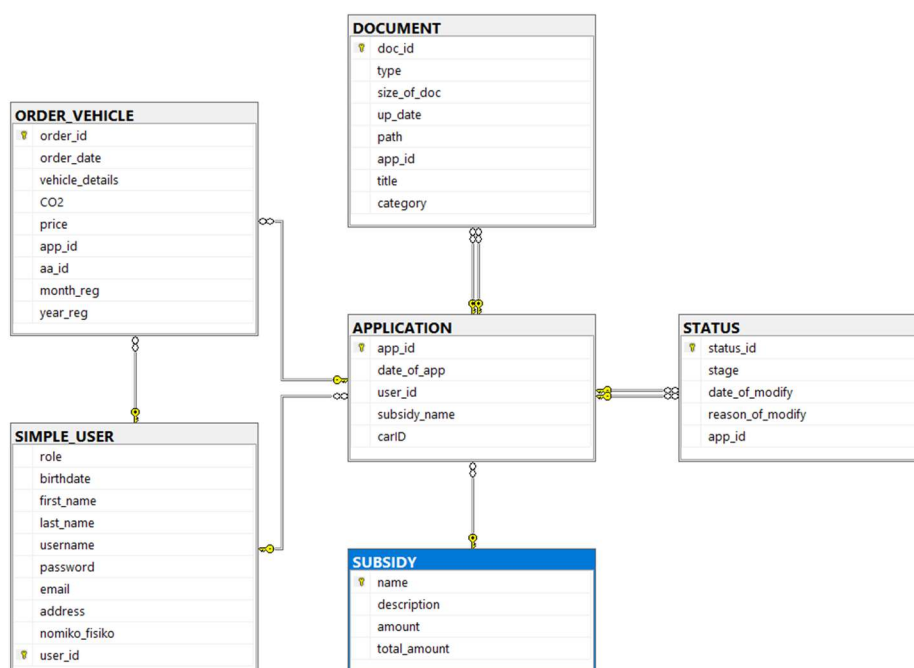 DOCUMENT
doc_id
type
size_of_doc
up_date
path
app_id
title
category
ORDER_VEHICLE
order_id
order_date
vehicle_details
CO2
price
app_id
aa_id
month_reg
year_reg
APPLICATION
app_id
date_of_app
user_id
subsidy_name
carID
STATUS
status_id
stage
date_of_modify
reason_of_modify
app_id
SIMPLE_USER
role
birthdate
first_name
last_name
username
password
email
address
nomiko_fisiko
user_id
SUBSIDY
name
description
amount
total_amount